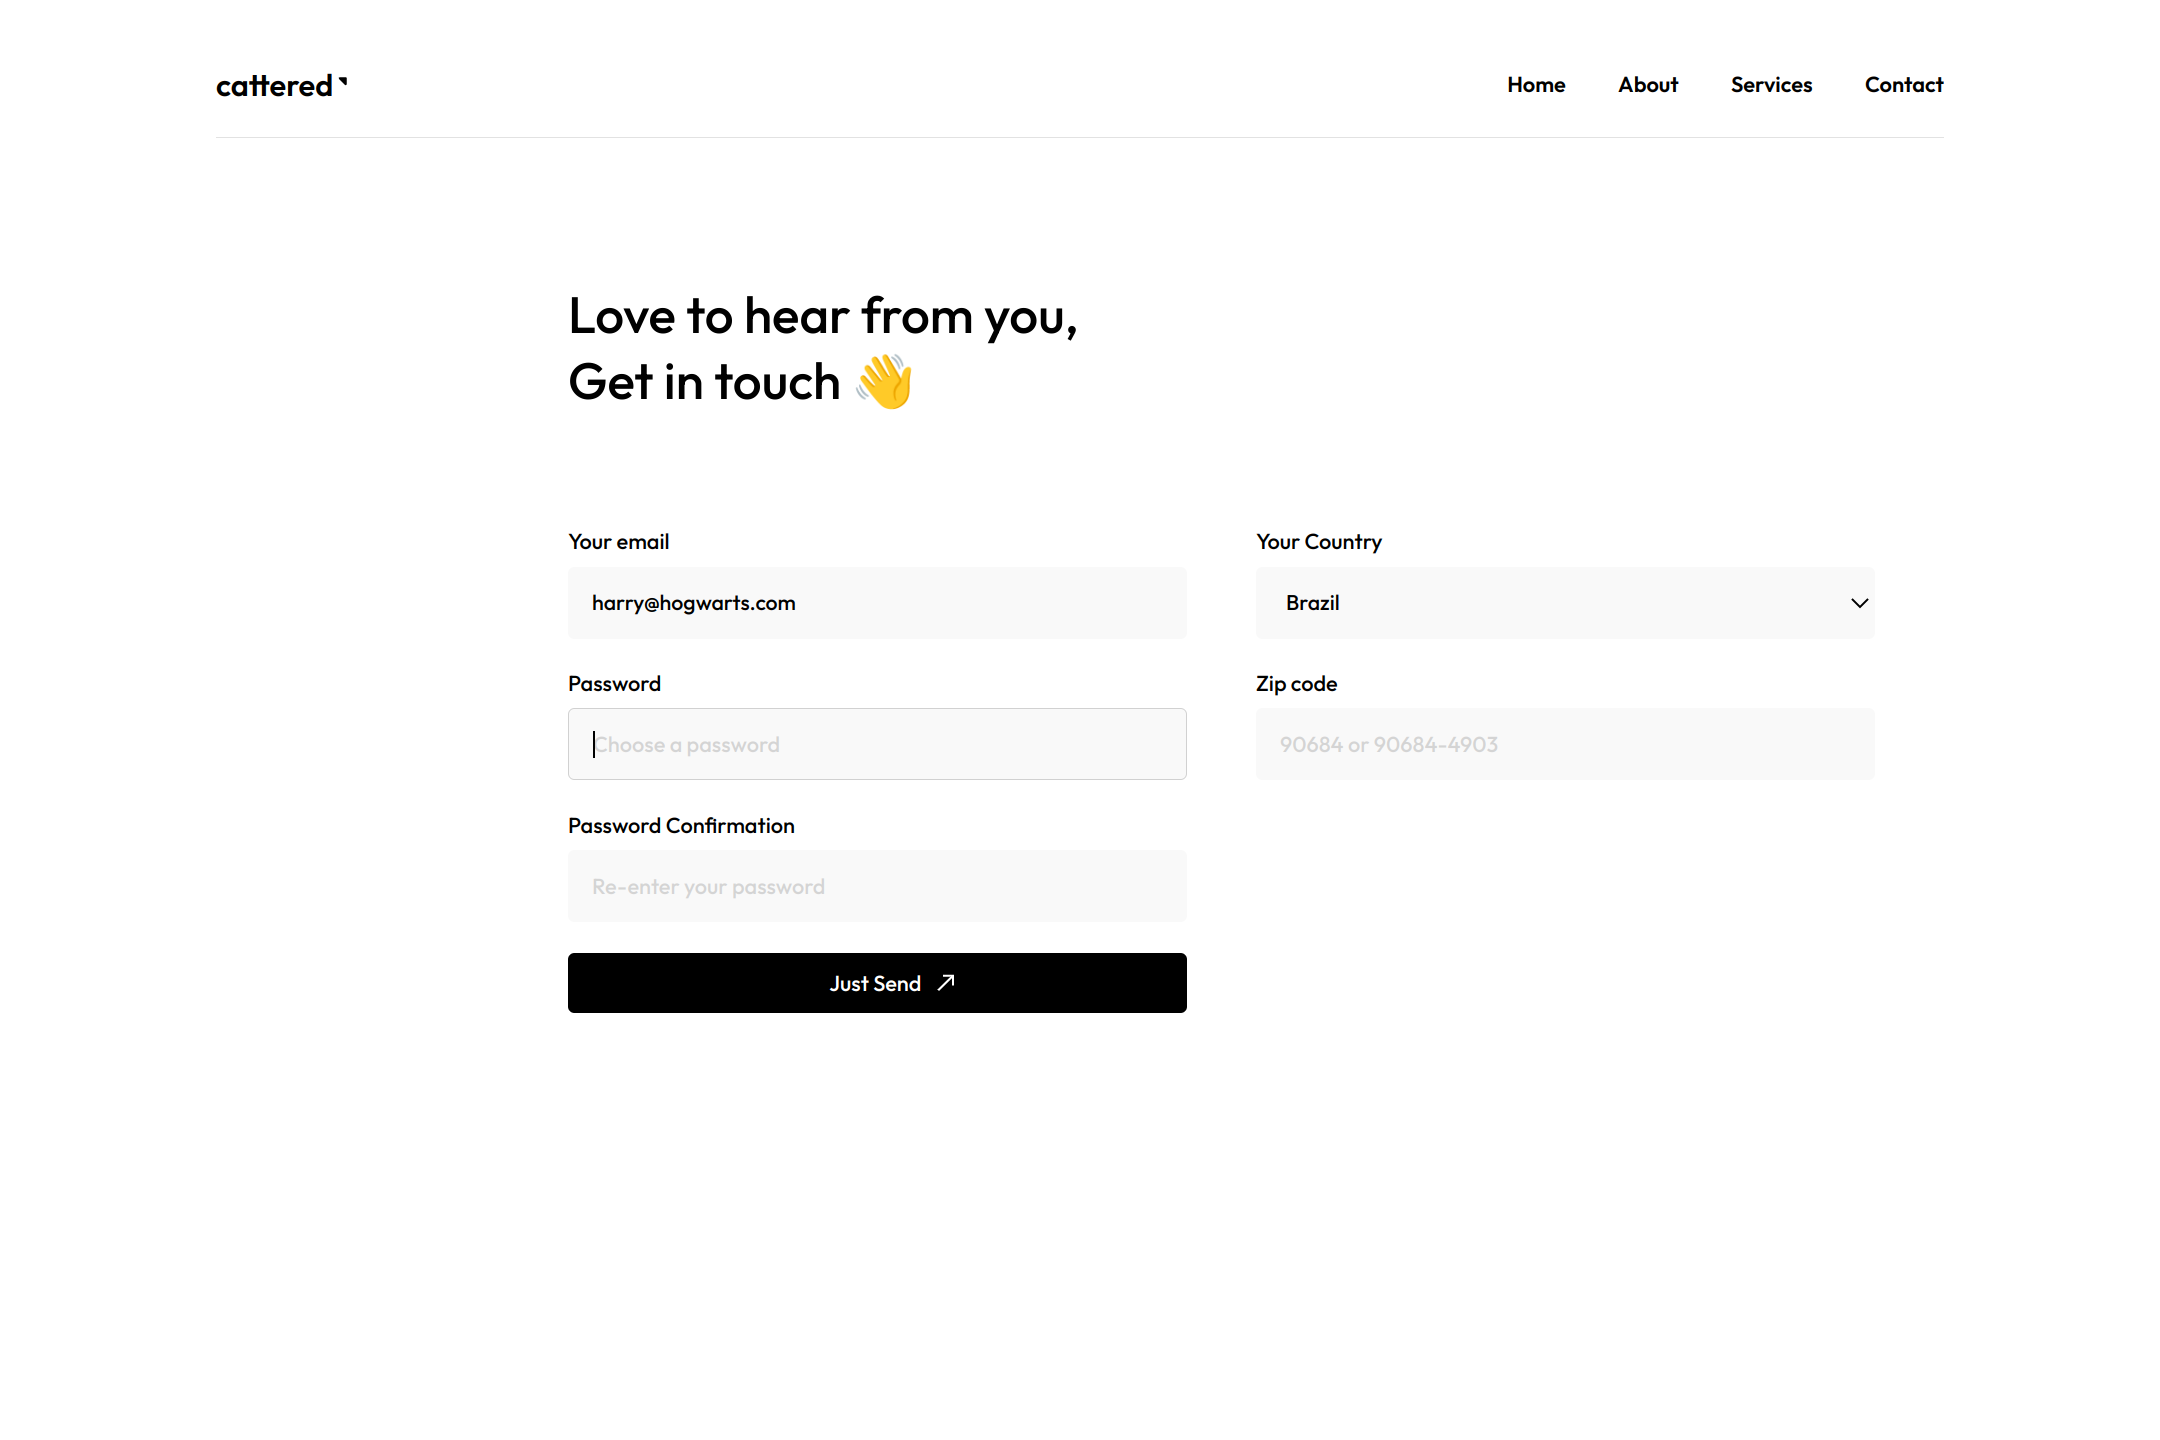 cattered
Home About Services Contact
Love to hear from you,
Get in touch 👋
Your email
harry@hogwarts.com
Your Country
Brazil
Password
Choose a password
Zip code
90684 or 90684-4903
Password Confirmation
Re-enter your password
Just Send